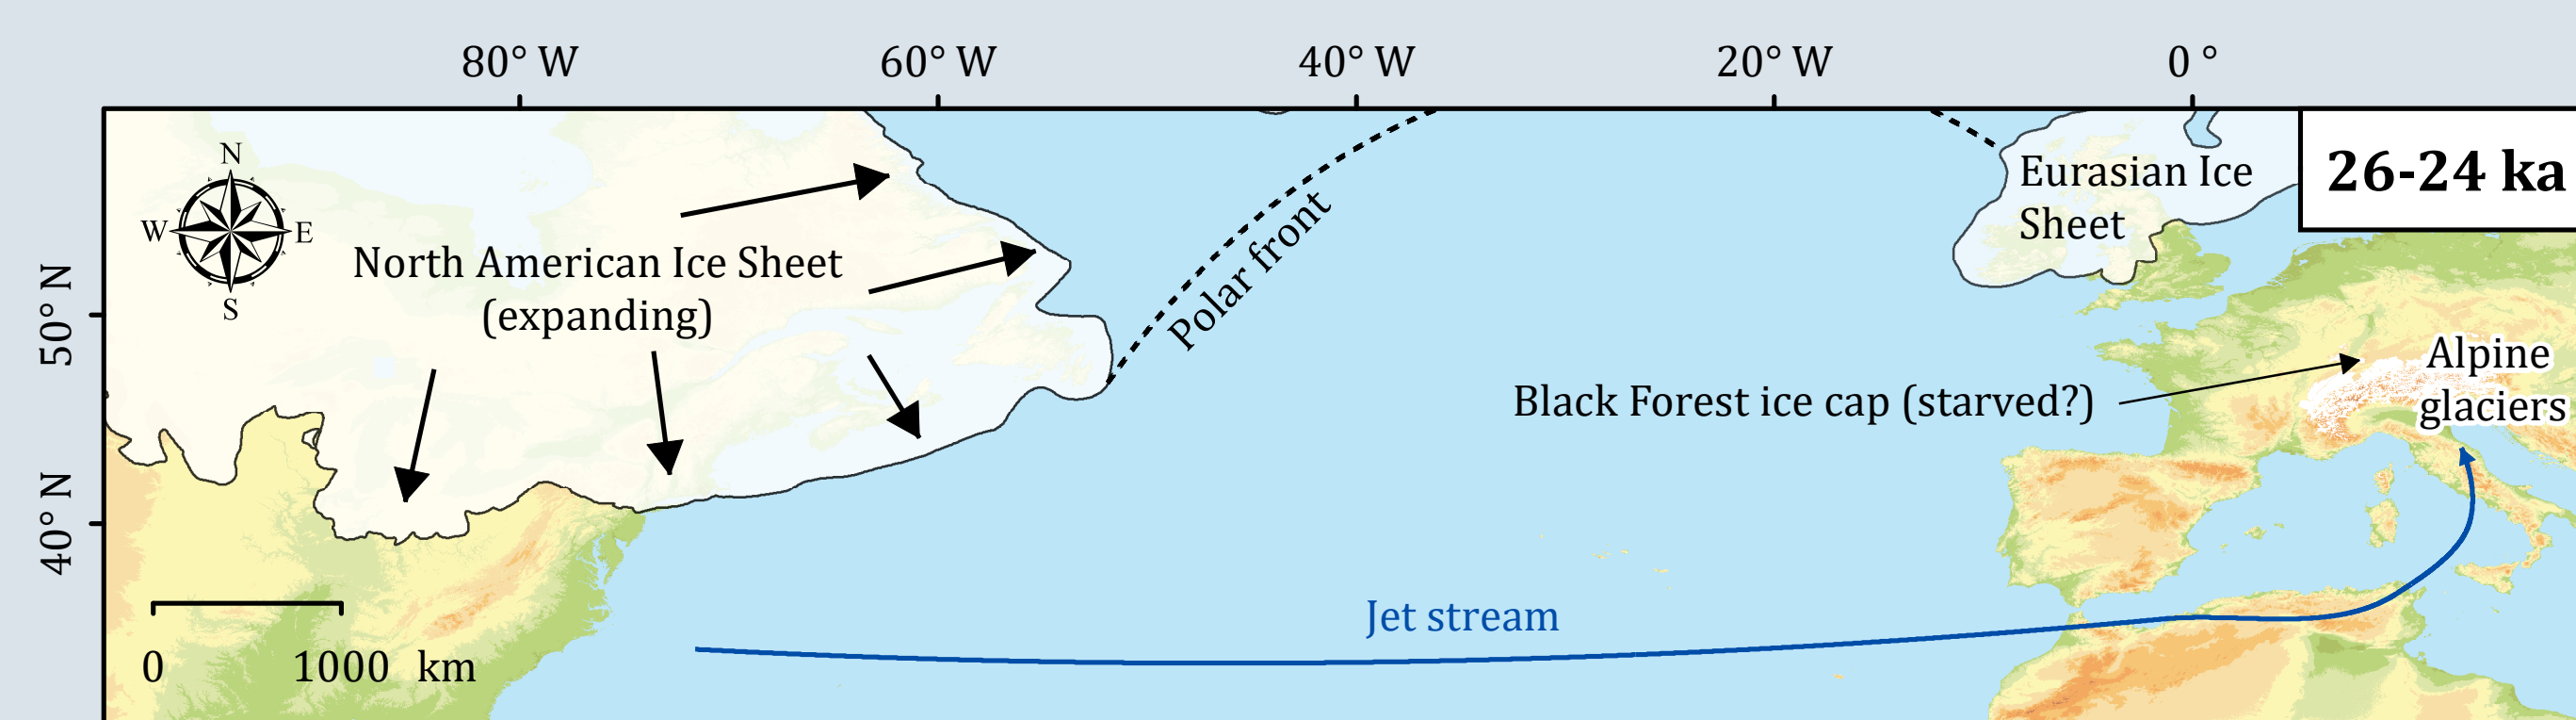 80° W
60° W
40° W
20° W
0 °
26-24 ka
N
W
E
S
50° N
40° N
North American Ice Sheet
(expanding)
Polar front
Eurasian Ice
Sheet
Black Forest ice cap (starved?)
Alpine
glaciers
Jet stream
0 1000 km